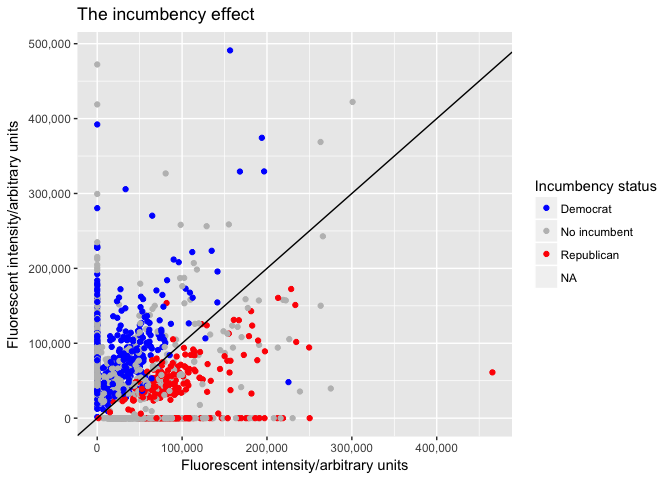 The incumbency effect
Fluorescent intensity/arbitrary units
500,000
400,000
300,000
200,000
100,000
0
0
100,000
200,000
300,000
400,000
Fluorescent intensity/arbitrary units
Incumbency status
Democrat
No incumbent
Republican
NA